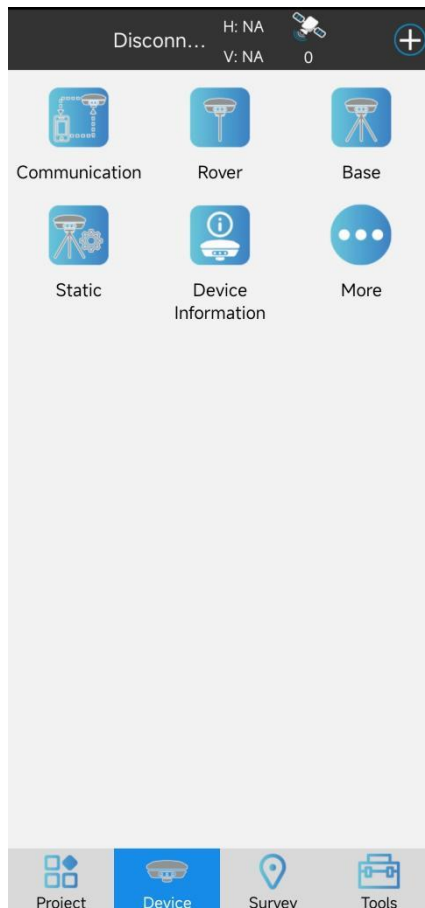 Disconn...
H: NA
V: NA
0
Communication
Rover
Base
Static
Device
Information
More
Project
Device
Survey
Tools